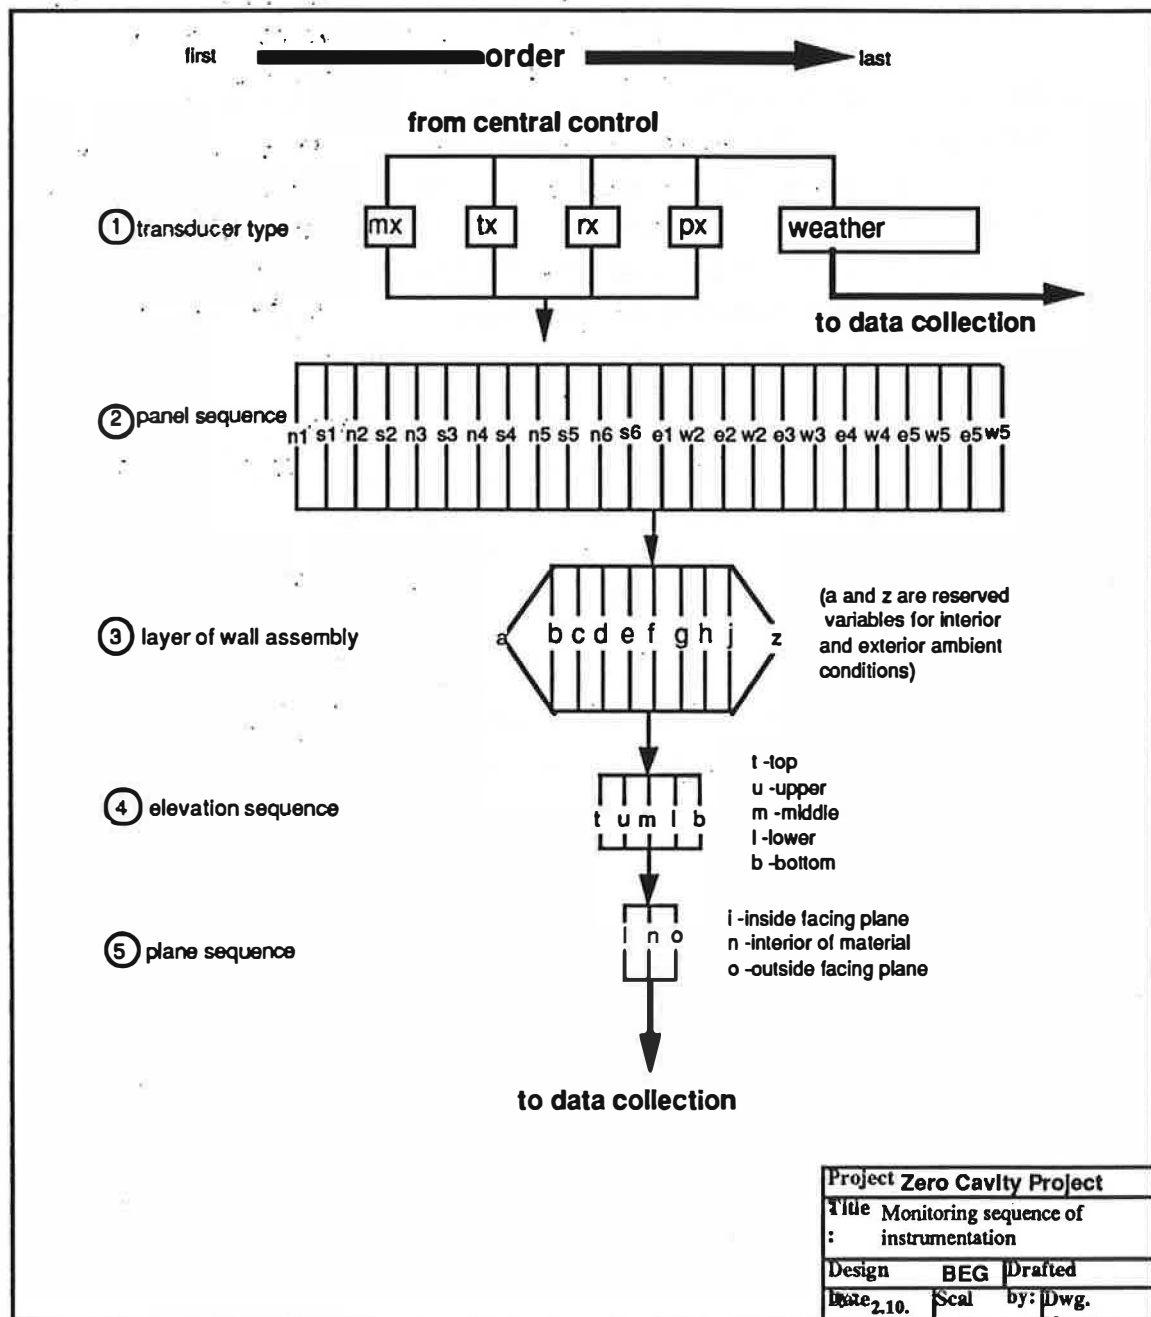 first order last
from central control
1 transducer type mx tx rx px weather
to data collection
2 panel sequence n1 s1 n2 s2 n3 s3 n4 s4 n5 s5 n6 s6 e1 w2 e2 w2 e3 w3 e4 w4 e5 w5 e5 w5
(a and z are reserved
variables for interior
and exterior ambient
conditions)
3 layer of wall assembly a b c d e f g h j z
t -top
u -upper
m -middle
l -lower
b -bottom
4 elevation sequence t u m l b
i -inside facing plane
n -interior of material
o -outside facing plane
5 plane sequence i n o
to data collection
Project Zero Cavity Project
Title : Monitoring sequence of
instrumentation
Design BEG Drafted
Date 2.10. Scal by: Dwg.